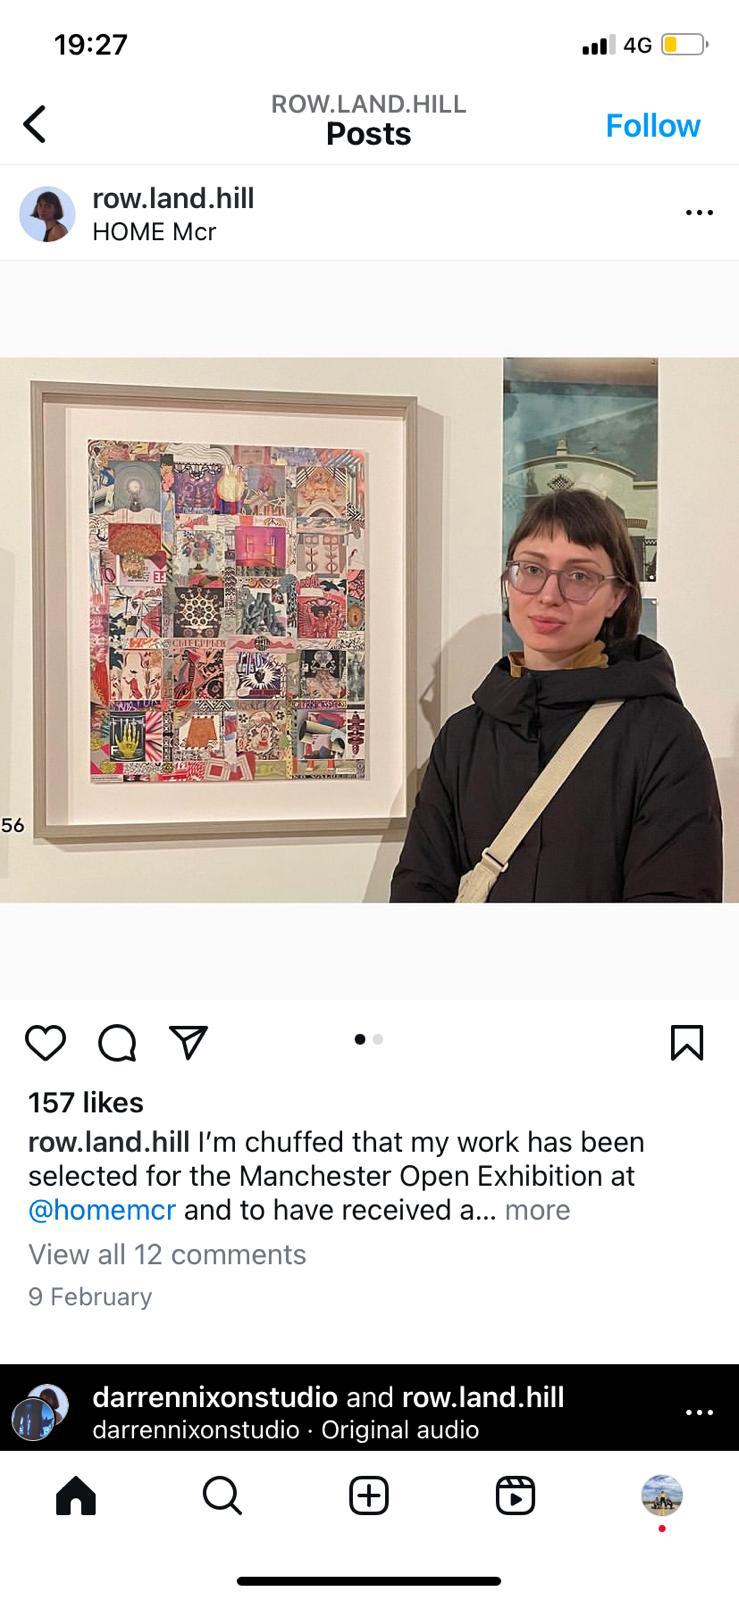 19:27
4G
ROW.LAND.HILL
Posts
Follow
row.land.hill
HOME Mcr
56
157 likes
row.land.hill I’m chuffed that my work has been
selected for the Manchester Open Exhibition at
@homemcr and to have received a... more
View all 12 comments
9 February
darrennixonstudio and row.land.hill
darrennixonstudio · Original audio